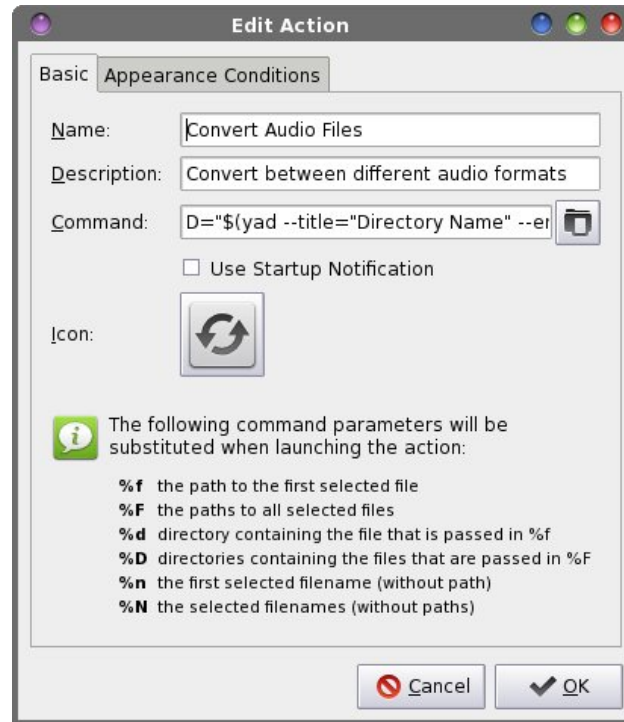 Edit Action
Basic
Appearance Conditions
Name:
Convert Audio Files
Description:
Convert between different audio formats
Command:
D="$(yad --title="Directory Name" --er
Use Startup Notification
Icon:
The following command parameters will be
substituted when launching the action:
%f the path to the first selected file
%F the paths to all selected files
%d directory containing the file that is passed in %f
%D directories containing the files that are passed in %F
%n the first selected filename (without path)
%N the selected filenames (without paths)
Cancel
OK